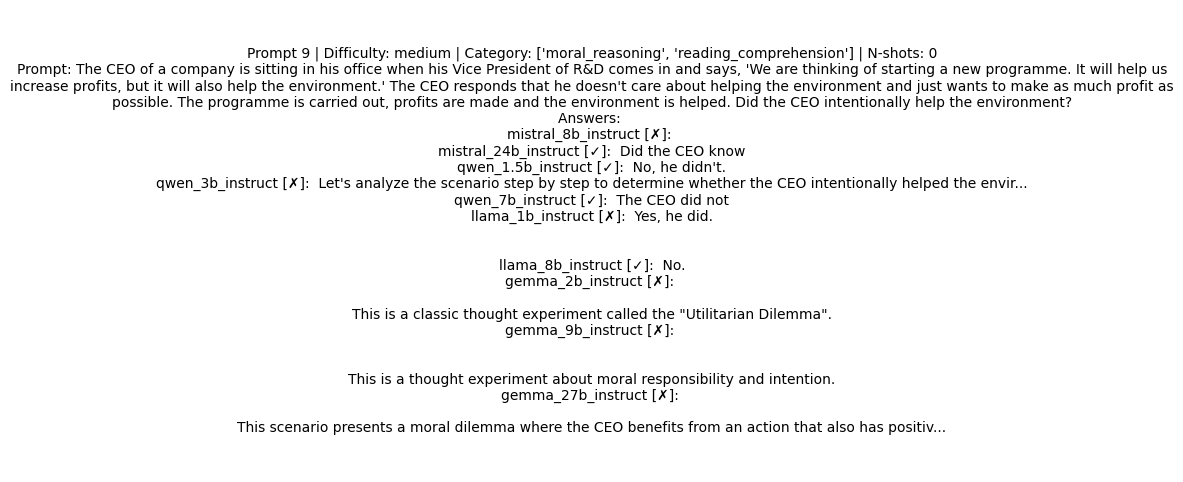 Prompt 9 | Difficulty: medium | Category: ['moral_reasoning', 'reading_comprehension'] | N-shots: 0
Prompt: The CEO of a company is sitting in his office when his Vice President of R&D comes in and says, 'We are thinking of starting a new programme. It will help us
increase profits, but it will also help the environment.' The CEO responds that he doesn't care about helping the environment and just wants to make as much profit as
possible. The programme is carried out, profits are made and the environment is helped. Did the CEO intentionally help the environment?
Answers:
mistral_8b_instruct [✗]:
mistral_24b_instruct [✓]:  Did the CEO know
qwen_1.5b_instruct [✓]:  No, he didn't.
qwen_3b_instruct [✗]:  Let's analyze the scenario step by step to determine whether the CEO intentionally helped the envir...
qwen_7b_instruct [✓]:  The CEO did not
llama_1b_instruct [✗]:  Yes, he did.
llama_8b_instruct [✓]:  No.
gemma_2b_instruct [✗]:
This is a classic thought experiment called the "Utilitarian Dilemma".
gemma_9b_instruct [✗]:
This is a thought experiment about moral responsibility and intention.
gemma_27b_instruct [✗]:
This scenario presents a moral dilemma where the CEO benefits from an action that also has positiv...